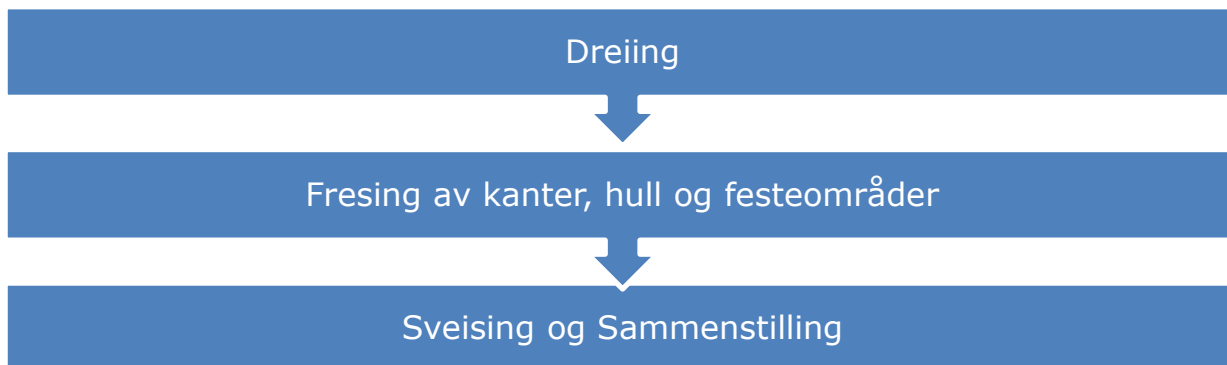 Dreiing
Fresing av kanter, hull og festeområder
Sveising og Sammenstilling